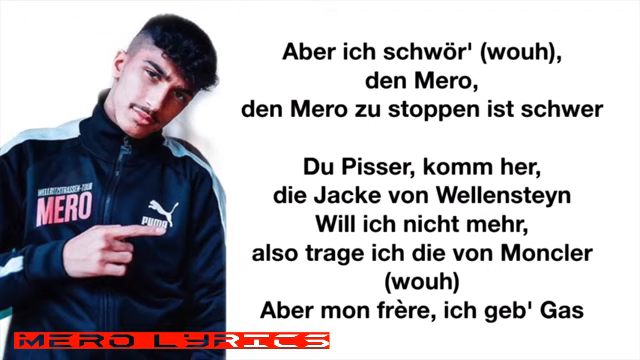 Aber ich schwör' (wouh),
den Mero,
den Mero zu stoppen ist schwer
Du Pisser, komm her,
die Jacke von Wellensteyn
Will ich nicht mehr,
also trage ich die von Moncler
(wouh)
Aber mon frère, ich geb' Gas
WELLRITZSTRASSEN-TOUR
MERO
PUMA
MERO LYRICS